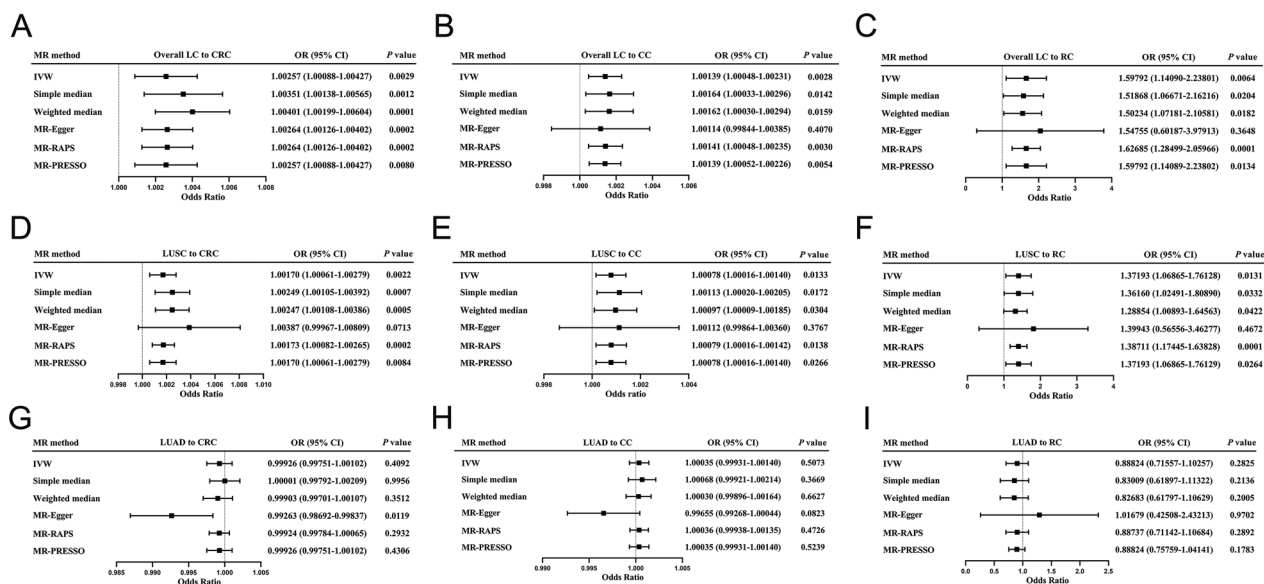 A
MR method Overall LC to CRC OR (95% CI) P value
IVW 1.00257 (1.00088-1.00427) 0.0029
Simple median 1.00351 (1.00138-1.00565) 0.0012
Weighted median 1.00401 (1.00199-1.00604) 0.0001
MR-Egger 1.00264 (1.00126-1.00402) 0.0002
MR-RAPS 1.00264 (1.00126-1.00402) 0.0002
MR-PRESSO 1.00257 (1.00088-1.00427) 0.0080
1.000 1.002 1.004 1.006 1.008
Odds Ratio
B
MR method Overall LC to CC OR (95% CI) P value
IVW 1.00139 (1.00048-1.00231) 0.0028
Simple median 1.00164 (1.00033-1.00296) 0.0142
Weighted median 1.00162 (1.00030-1.00294) 0.0159
MR-Egger 1.00114 (0.99844-1.00385) 0.4070
MR-RAPS 1.00141 (1.00048-1.00235) 0.0030
MR-PRESSO 1.00139 (1.00052-1.00226) 0.0054
0.998 1.000 1.002 1.004 1.006
Odds Ratio
C
MR method Overall LC to RC OR (95% CI) P value
IVW 1.59792 (1.14090-2.23801) 0.0064
Simple median 1.51868 (1.06671-2.16216) 0.0204
Weighted median 1.50234 (1.07181-2.10581) 0.0182
MR-Egger 1.54755 (0.60187-3.97913) 0.3648
MR-RAPS 1.62685 (1.28499-2.05966) 0.0001
MR-PRESSO 1.59792 (1.14089-2.23802) 0.0134
0 1 2 3 4
Odds Ratio
D
MR method LUSC to CRC OR (95% CI) P value
IVW 1.00170 (1.00061-1.00279) 0.0022
Simple median 1.00249 (1.00105-1.00392) 0.0007
Weighted median 1.00247 (1.00108-1.00386) 0.0005
MR-Egger 1.00387 (0.99967-1.00809) 0.0713
MR-RAPS 1.00173 (1.00082-1.00265) 0.0002
MR-PRESSO 1.00170 (1.00061-1.00279) 0.0084
0.998 1.000 1.002 1.004 1.006 1.008 1.010
Odds Ratio
E
MR method LUSC to CC OR (95% CI) P value
IVW 1.00078 (1.00016-1.00140) 0.0133
Simple median 1.00113 (1.00020-1.00205) 0.0172
Weighted median 1.00097 (1.00009-1.00185) 0.0304
MR-Egger 1.00112 (0.99864-1.00360) 0.3767
MR-RAPS 1.00079 (1.00016-1.00142) 0.0138
MR-PRESSO 1.00078 (1.00016-1.00140) 0.0266
0.998 1.000 1.002 1.004
Odds Ratio
F
MR method LUSC to RC OR (95% CI) P value
IVW 1.37193 (1.06865-1.76128) 0.0131
Simple median 1.36160 (1.02491-1.80890) 0.0332
Weighted median 1.28854 (1.00893-1.64563) 0.0422
MR-Egger 1.39943 (0.56556-3.46277) 0.4672
MR-RAPS 1.38711 (1.17445-1.63828) 0.0001
MR-PRESSO 1.37193 (1.06865-1.76129) 0.0264
0 1 2 3 4
Odds Ratio
G
MR method LUAD to CRC OR (95% CI) P value
IVW 0.99926 (0.99751-1.00102) 0.4092
Simple median 1.00001 (0.99792-1.00209) 0.9956
Weighted median 0.99903 (0.99701-1.00107) 0.3512
MR-Egger 0.99263 (0.98692-0.99837) 0.0119
MR-RAPS 0.99924 (0.99784-1.00065) 0.2932
MR-PRESSO 0.99926 (0.99751-1.00102) 0.4306
0.985 0.990 0.995 1.000 1.005
Odds Ratio
H
MR method LUAD to CC OR (95% CI) P value
IVW 1.00035 (0.99931-1.00140) 0.5073
Simple median 1.00068 (0.99921-1.00214) 0.3669
Weighted median 1.00030 (0.99896-1.00164) 0.6627
MR-Egger 0.99655 (0.99268-1.00044) 0.0823
MR-RAPS 1.00036 (0.99938-1.00135) 0.4726
MR-PRESSO 1.00035 (0.99931-1.00140) 0.5239
0.990 0.995 1.000 1.005
Odds Ratio
I
MR method LUAD to RC OR (95% CI) P value
IVW 0.88824 (0.71557-1.10257) 0.2825
Simple median 0.83009 (0.61897-1.11322) 0.2136
Weighted median 0.82683 (0.61797-1.10629) 0.2005
MR-Egger 1.01679 (0.42508-2.43213) 0.9702
MR-RAPS 0.88737 (0.71142-1.10684) 0.2892
MR-PRESSO 0.88824 (0.75759-1.04141) 0.1783
0.0 0.5 1.0 1.5 2.0 2.5
Odds Ratio